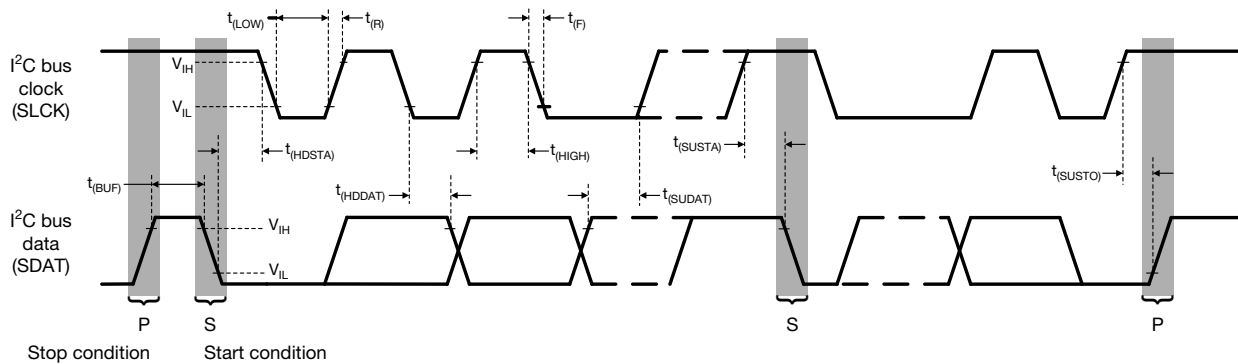 t(LOW)
t(R)
t(F)
I²C bus
clock
(SLCK)
VIH
VIL
t(HDSTA)
t(HIGH)
t(SUSTA)
t(SUSTO)
t(BUF)
t(HDDAT)
t(SUDAT)
I²C bus
data
(SDAT)
VIH
VIL
P
S
S
P
Stop condition
Start condition